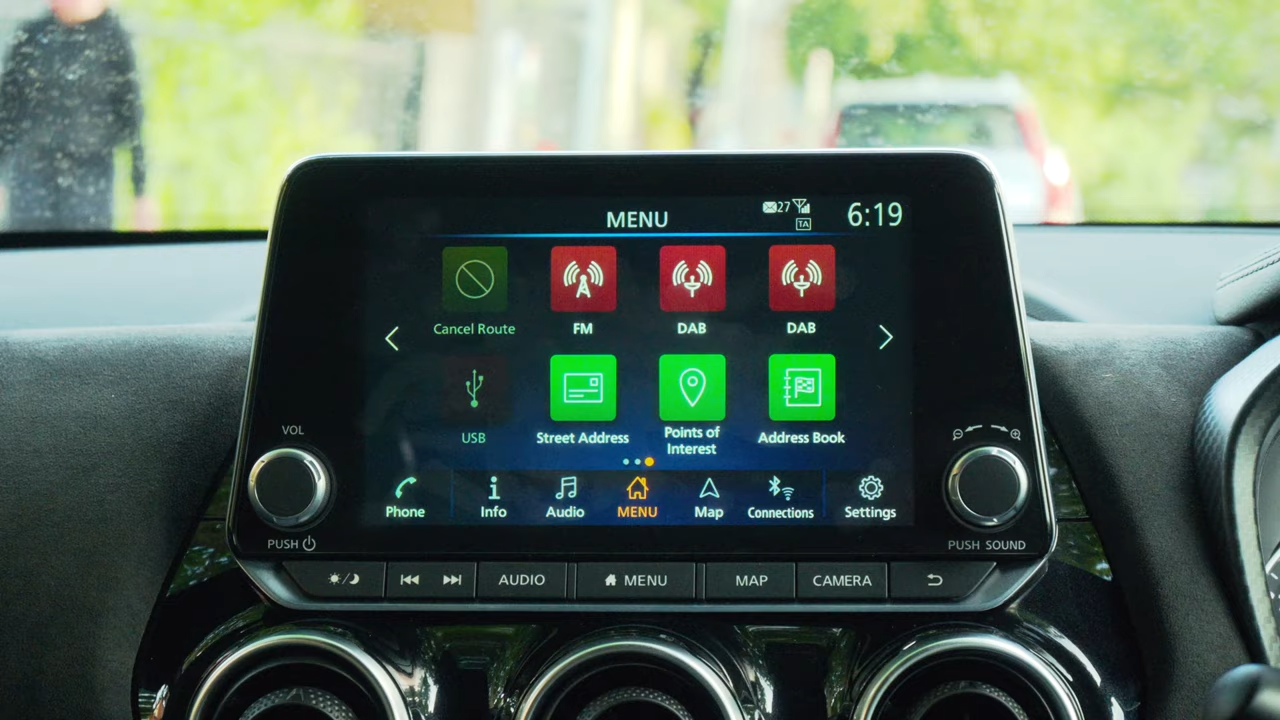 MENU
27
TA
6:19
Cancel Route
FM
DAB
DAB
USB
Street Address
Points of
Interest
Address Book
Phone
Info
Audio
MENU
Map
Connections
Settings
VOL
PUSH
PUSH SOUND
AUDIO
MENU
MAP
CAMERA